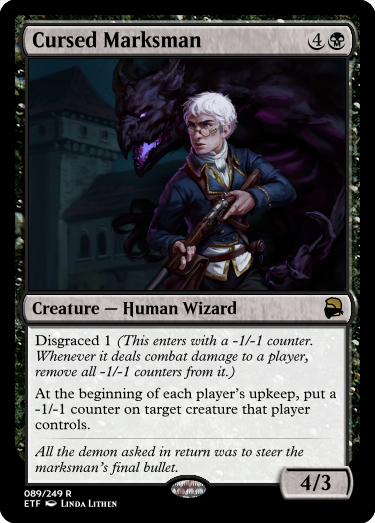 Cursed Marksman
4
Creature — Human Wizard
Disgraced 1 (This enters with a -1/-1 counter.
Whenever it deals combat damage to a player,
remove all -1/-1 counters from it.)
At the beginning of each player's upkeep, put a
-1/-1 counter on target creature that player
controls.
All the demon asked in return was to steer the
marksman's final bullet.
4/3
089/249 R
ETF Linda Lithen